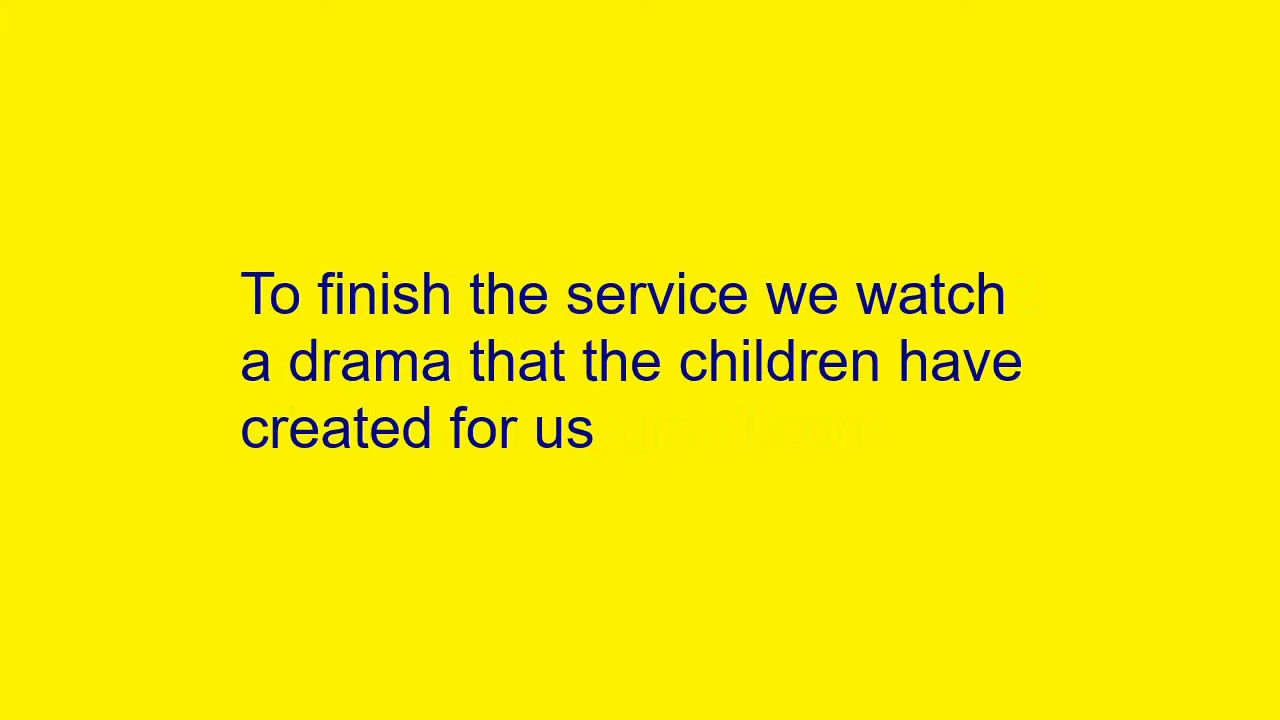 To finish the service we watch
a drama that the children have
created for us